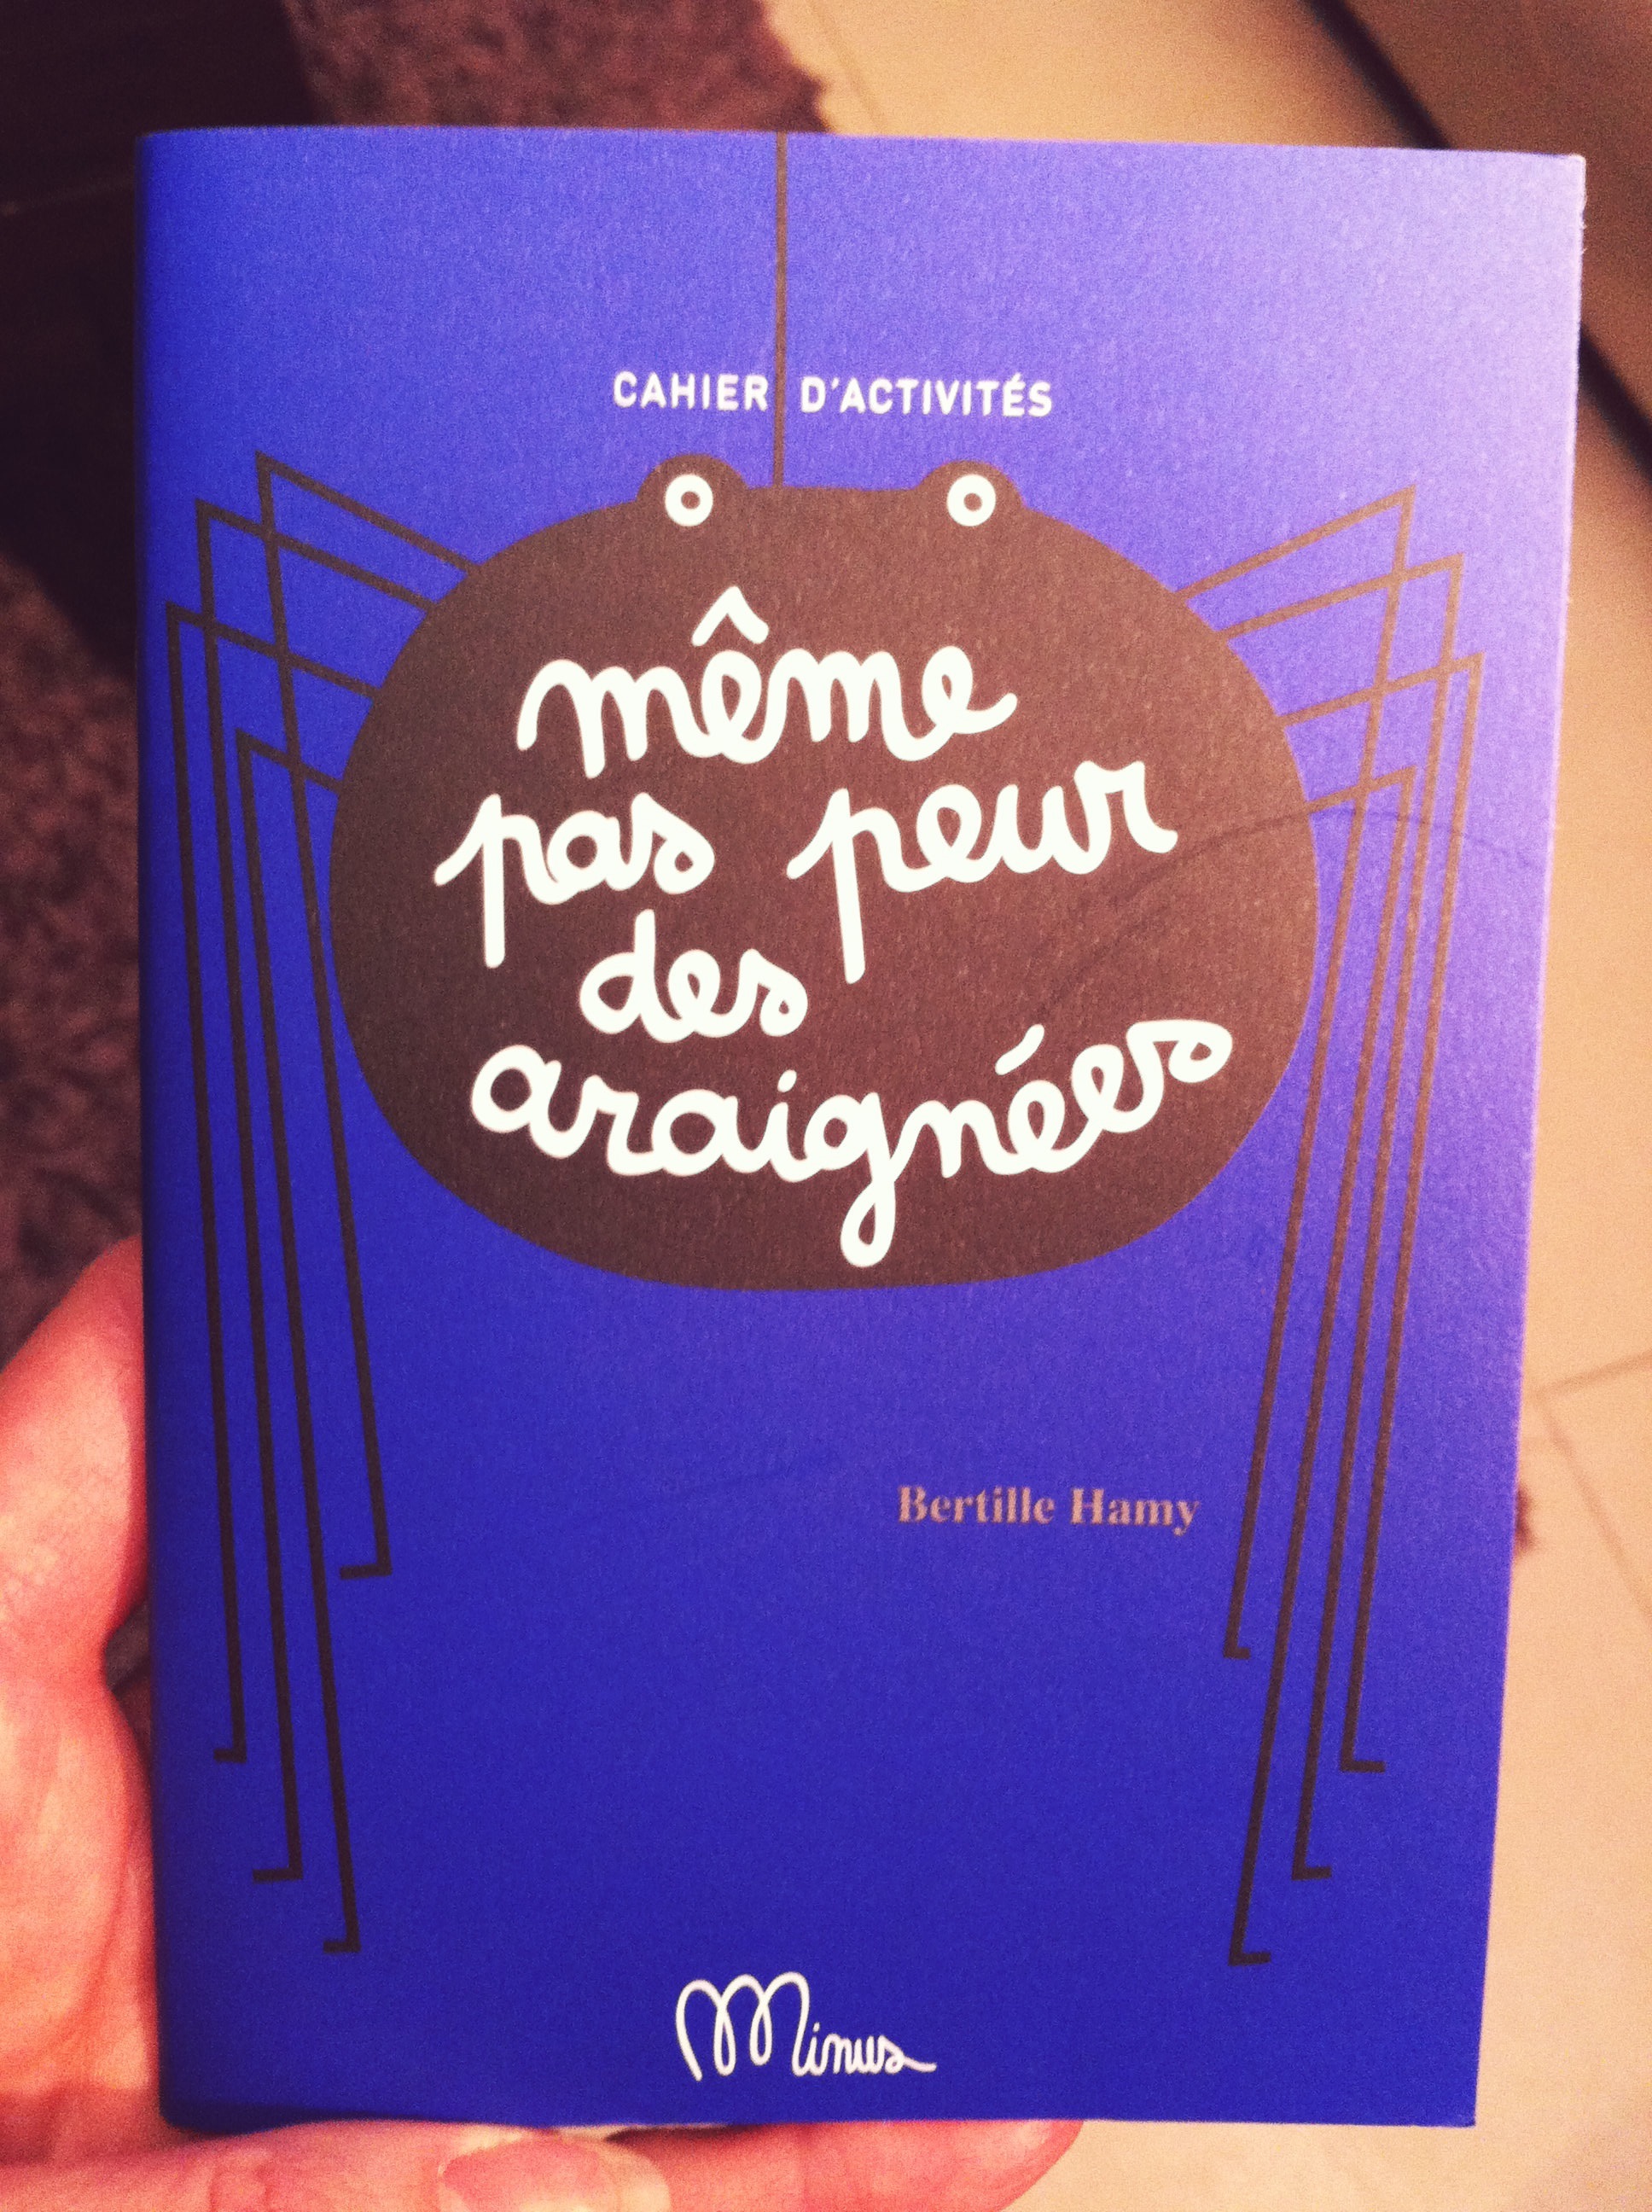 CAHIER D'ACTIVITÉS
même
pas peur
des
araignées
Bertille Hamy
Minus